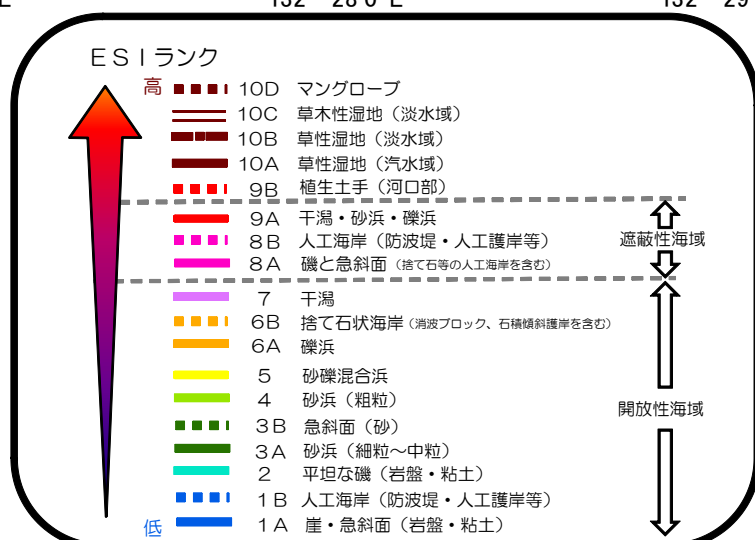 E
132° 28'0"E
132° 29
ESIランク
高
10D マングローブ
10C 草木性湿地（淡水域）
10B 草性湿地（淡水域）
10A 草性湿地（汽水域）
9B 植生土手（河口部）
9A 干潟・砂浜・礫浜
8B 人工海岸（防波堤・人工護岸等）
遮蔽性海域
8A 磯と急斜面（捨て石等の人工海岸を含む）
7 干潟
6B 捨て石状海岸（消波ブロック、石積傾斜護岸を含む）
6A 礫浜
5 砂礫混合浜
4 砂浜（粗粒）
開放性海域
3B 急斜面（砂）
3A 砂浜（細粒～中粒）
2 平坦な磯（岩盤・粘土）
1B 人工海岸（防波堤・人工護岸等）
低
1A 崖・急斜面（岩盤・粘土）